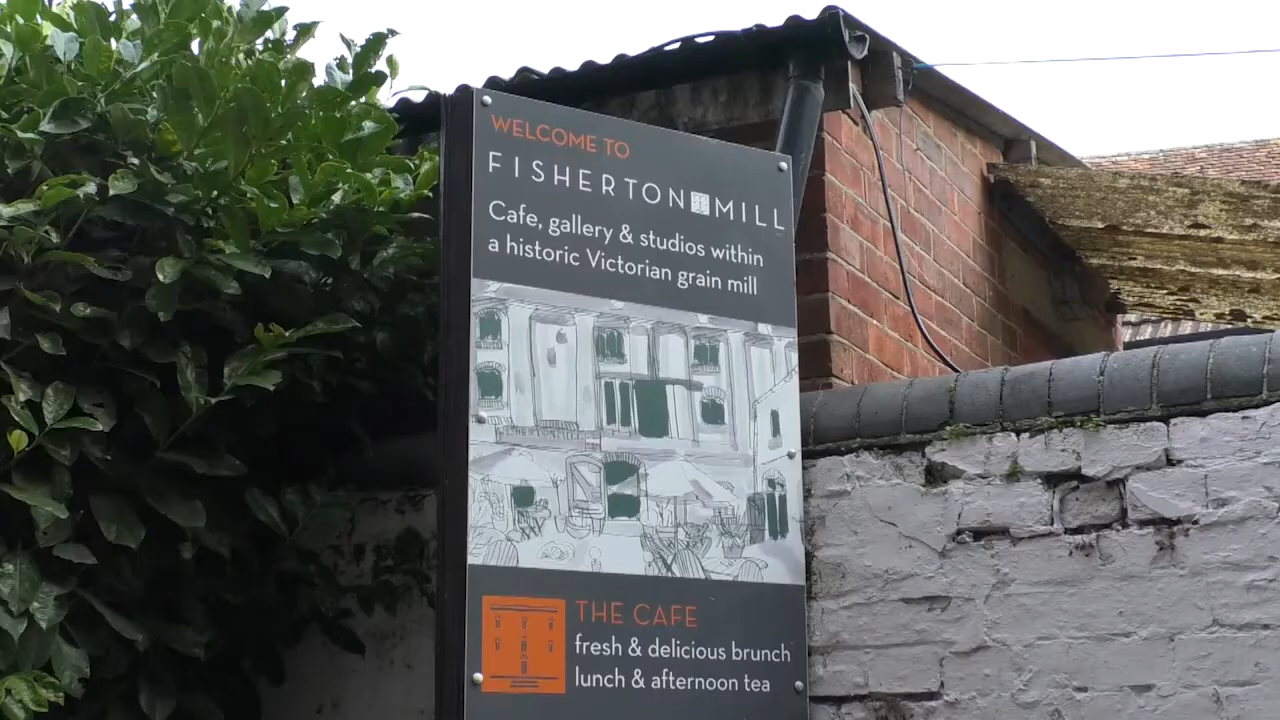 WELCOME TO
FISHERTON MILL
Cafe, gallery & studios within
a historic Victorian grain mill
THE CAFE
fresh & delicious brunch
lunch & afternoon tea